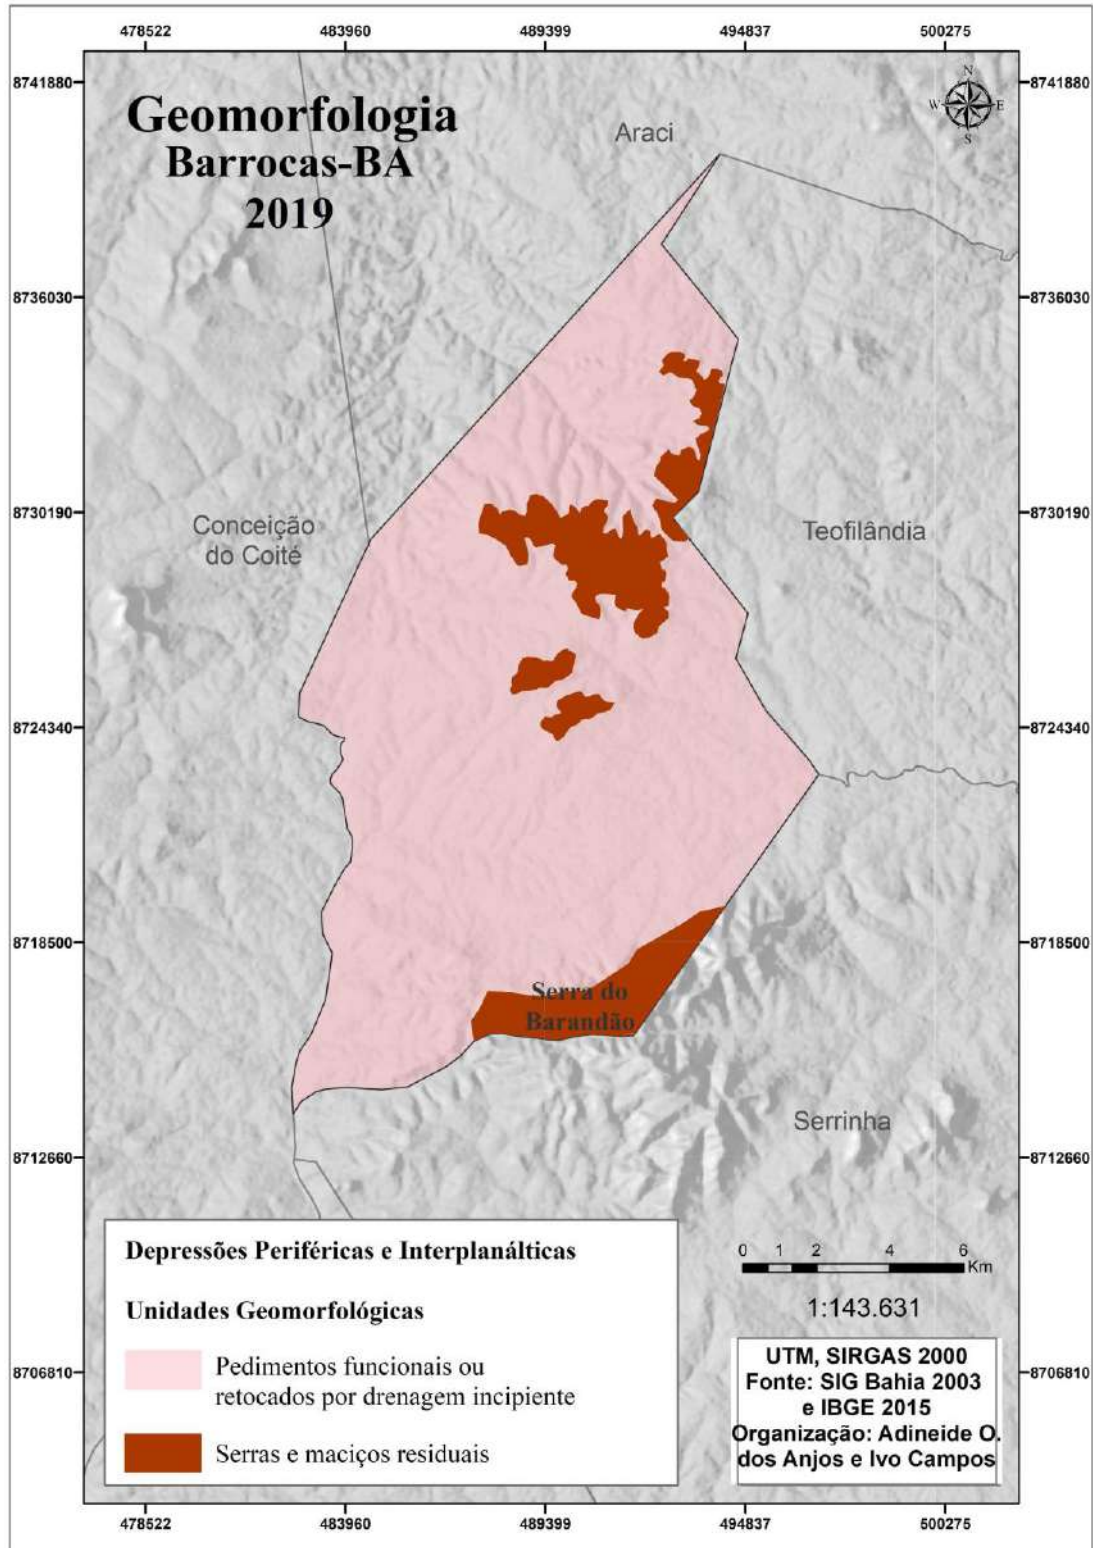 478522 483960 489399 494837 500275
8741880 8741880
Geomorfologia
Barrocas-BA
2019
N
W E
S
Araci
8736030 8736030
8730190 8730190
Conceição
do Coité
Teofilândia
8724340 8724340
8718500 8718500
Serra do
Barandão
Serrinha
8712660 8712660
Depressões Periféricas e Interplanálticas
Unidades Geomorfológicas
Pedimentos funcionais ou
retocados por drenagem incipiente
Serras e maciços residuais
0 1 2 4 6
Km
1:143.631
UTM, SIRGAS 2000
Fonte: SIG Bahia 2003
e IBGE 2015
Organização: Adineide O.
dos Anjos e Ivo Campos
8706810 8706810
478522 483960 489399 494837 500275